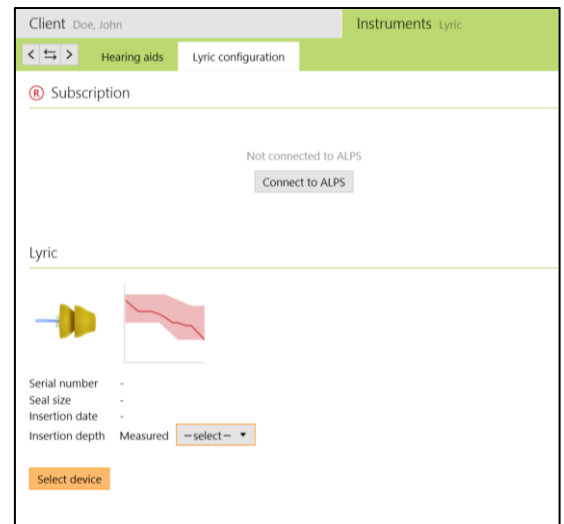 Client Doe, John Instruments Lyric
< ⇆ > Hearing aids Lyric configuration
® Subscription
Not connected to ALPS
Connect to ALPS
Lyric
Serial number -
Seal size -
Insertion date -
Insertion depth Measured –select– ▼
Select device